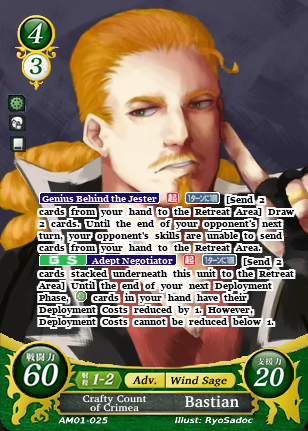 4
3
Genius Behind the Jester 起 1ターンに1回 [Send 2
cards from your hand to the Retreat Area] Draw
2 cards. Until the end of your opponent's next
turn, your opponent's skills are unable to send
cards from your hand to the Retreat Area.
G S Adept Negotiator 起 1ターンに1回 [Send 2
cards stacked underneath this unit to the Retreat
Area] Until the end of your next Deployment
Phase, cards in your hand have their
Deployment Costs reduced by 1. However,
Deployment Costs cannot be reduced below 1.
戦闘力 60 射程 1-2 Adv. Wind Sage 支援力 20
Crafty Count
of Crimea Bastian
AM01-025 Illust: RyoSadoc